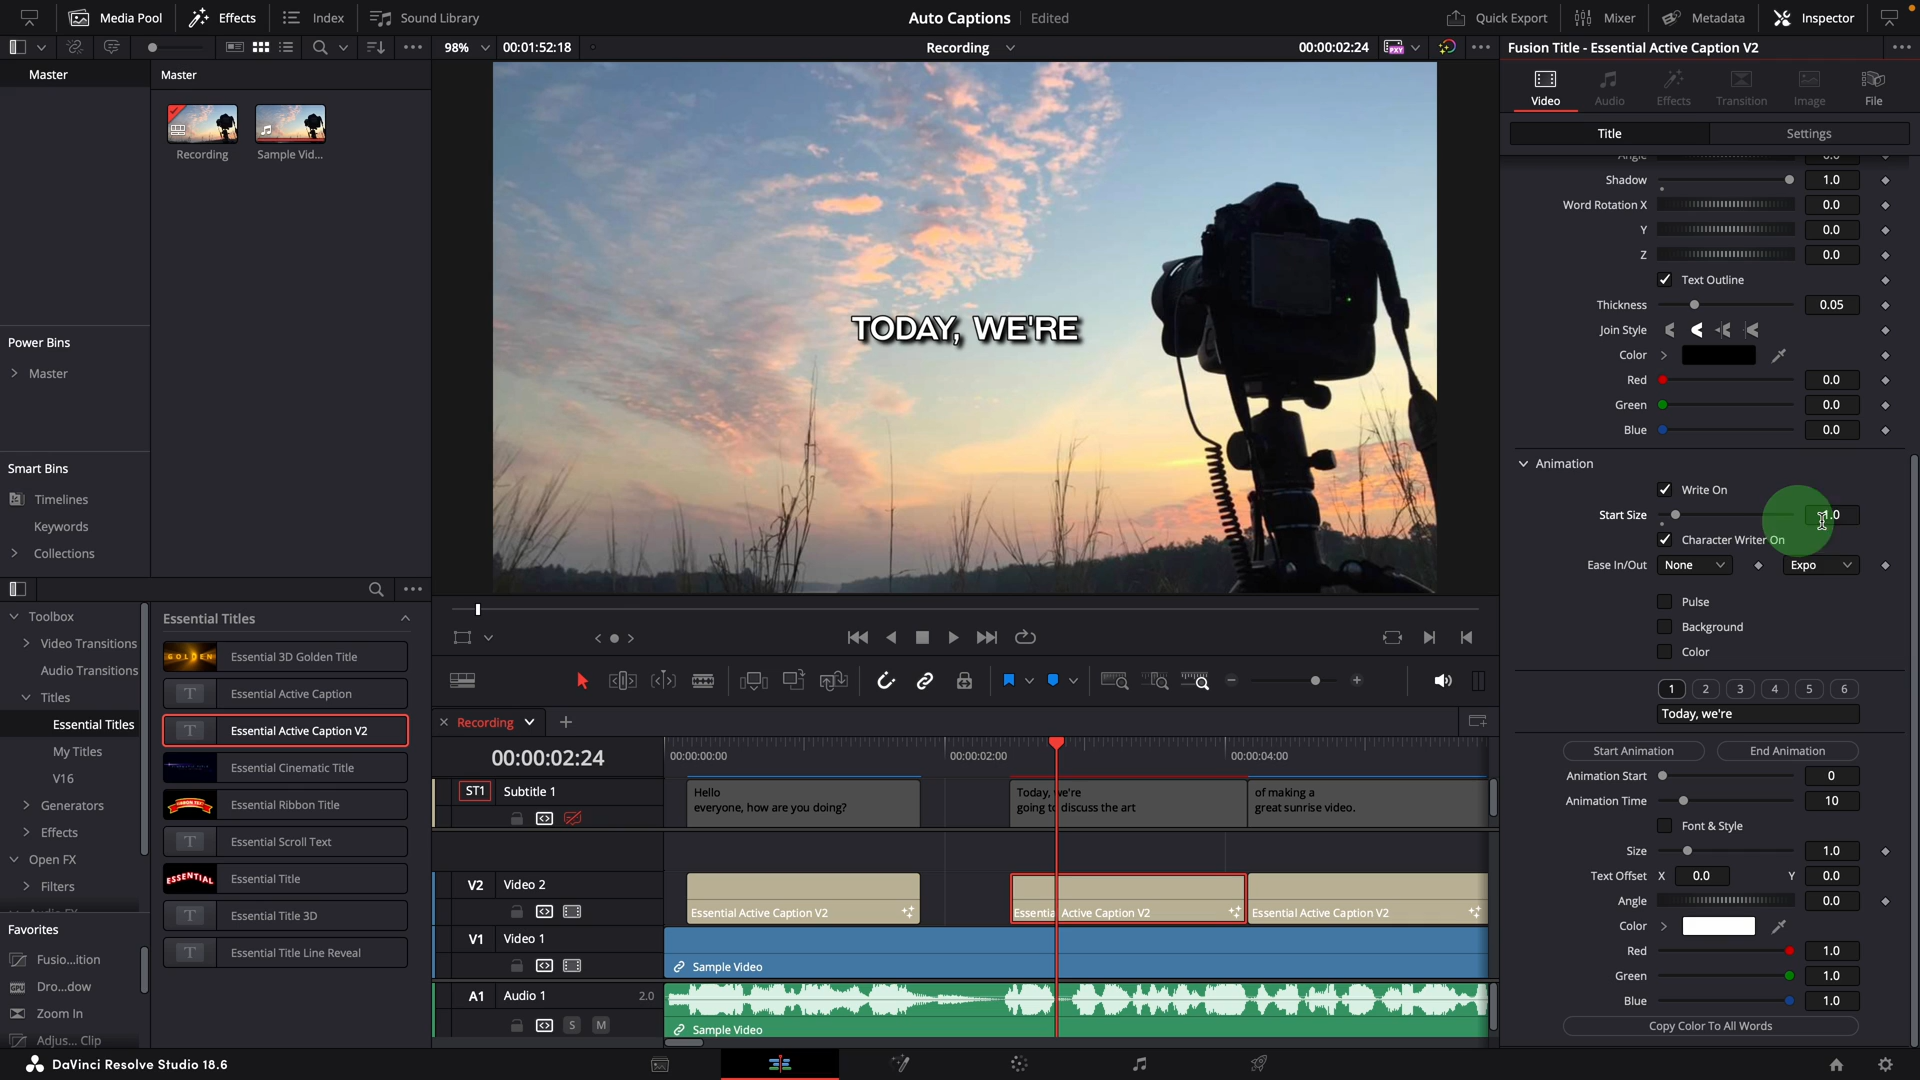 Media Pool
Effects
Index
Sound Library
Auto Captions
Edited
Quick Export
Mixer
Metadata
Inspector
98%
00:01:52:18
Recording
00:00:02:24
Fusion Title - Essential Active Caption V2
Master
Master
Recording
Sample Vid...
Power Bins
Master
Smart Bins
Timelines
Keywords
Collections
TODAY, WE'RE
Video
Audio
Effects
Transition
Image
File
Title
Settings
Angle
0.0
Shadow
1.0
Word Rotation X
0.0
Y
0.0
Z
0.0
Text Outline
Thickness
0.05
Join Style
Color
Red
0.0
Green
0.0
Blue
0.0
Animation
Write On
Start Size
1.0
Character Writer On
Ease In/Out
None
Expo
Pulse
Background
Color
1
2
3
4
5
6
Today, we're
Start Animation
End Animation
Animation Start
0
Animation Time
10
Font & Style
Size
1.0
Text Offset
X
0.0
Y
0.0
Angle
0.0
Color
Red
1.0
Green
1.0
Blue
1.0
Copy Color To All Words
Toolbox
Video Transitions
Audio Transitions
Titles
Essential Titles
My Titles
V16
Generators
Effects
Open FX
Filters
Audio FX
Favorites
Fusio...ition
Dro...dow
Zoom In
Adjus... Clip
Essential Titles
GOLDEN
Essential 3D Golden Title
T
Essential Active Caption
T
Essential Active Caption V2
Essential Cinematic Title
Essential Ribbon Title
T
Essential Scroll Text
ESSENTIAL
Essential Title
T
Essential Title 3D
T
Essential Title Line Reveal
Recording
00:00:02:24
00:00:00:00
00:00:02:00
00:00:04:00
ST1
Subtitle 1
Hello
everyone, how are you doing?
Today, we're
going to discuss the art
of making a
great sunrise video.
V2
Video 2
Essential Active Caption V2
Essential Active Caption V2
Essential Active Caption V2
V1
Video 1
Sample Video
A1
Audio 1
2.0
S
M
Sample Video
DaVinci Resolve Studio 18.6